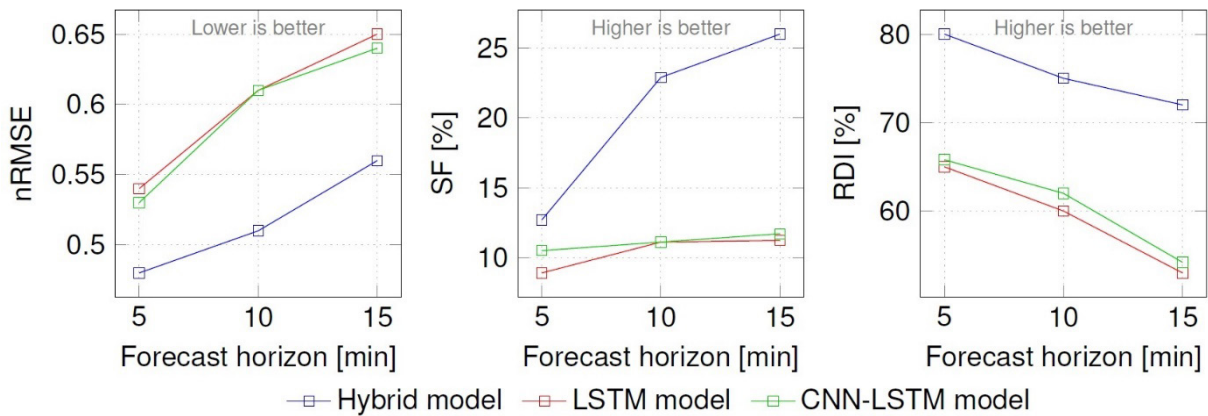 Lower is better
0.65
0.6
0.55
0.5
nRMSE
5 10 15
Forecast horizon [min]
Higher is better
25
20
15
10
SF [%]
5 10 15
Forecast horizon [min]
Higher is better
80
70
60
RDI [%]
5 10 15
Forecast horizon [min]
Hybrid model LSTM model CNN-LSTM model